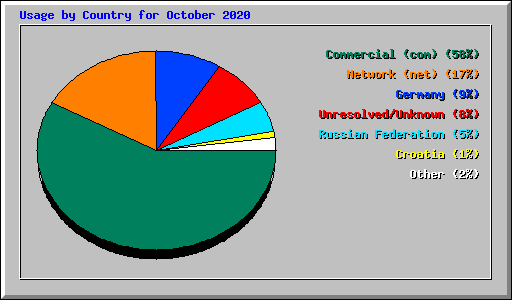 Usage by Country for October 2020
Commercial (com) (58%)
Network (net) (17%)
Germany (9%)
Unresolved/Unknown (8%)
Russian Federation (5%)
Croatia (1%)
Other (2%)